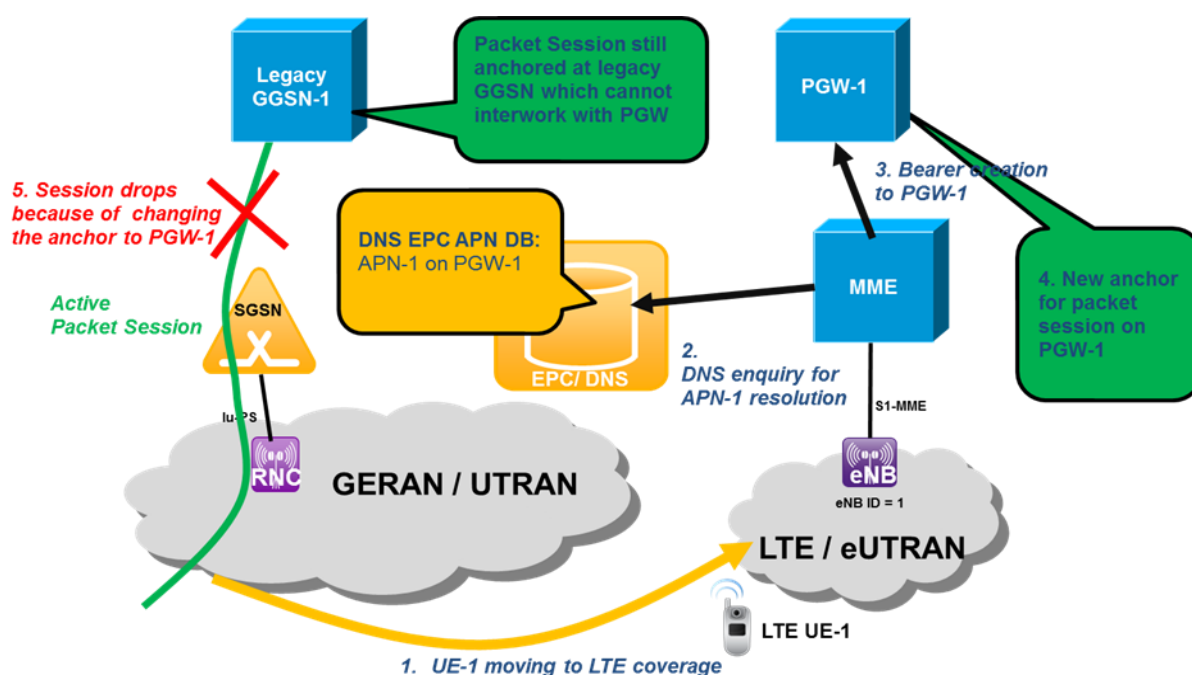 Legacy
GGSN-1
Packet Session still
anchored at legacy
GGSN which cannot
interwork with PGW
PGW-1
5. Session drops
because of changing
the anchor to PGW-1
3. Bearer creation
to PGW-1
DNS EPC APN DB:
APN-1 on PGW-1
MME
4. New anchor
for packet
session on
PGW-1
Active
Packet Session
SGSN
EPC/ DNS
2.
DNS enquiry for
APN-1 resolution
S1-MME
Iu-PS
RNC
GERAN / UTRAN
eNB
eNB ID = 1
LTE / eUTRAN
LTE UE-1
1. UE-1 moving to LTE coverage